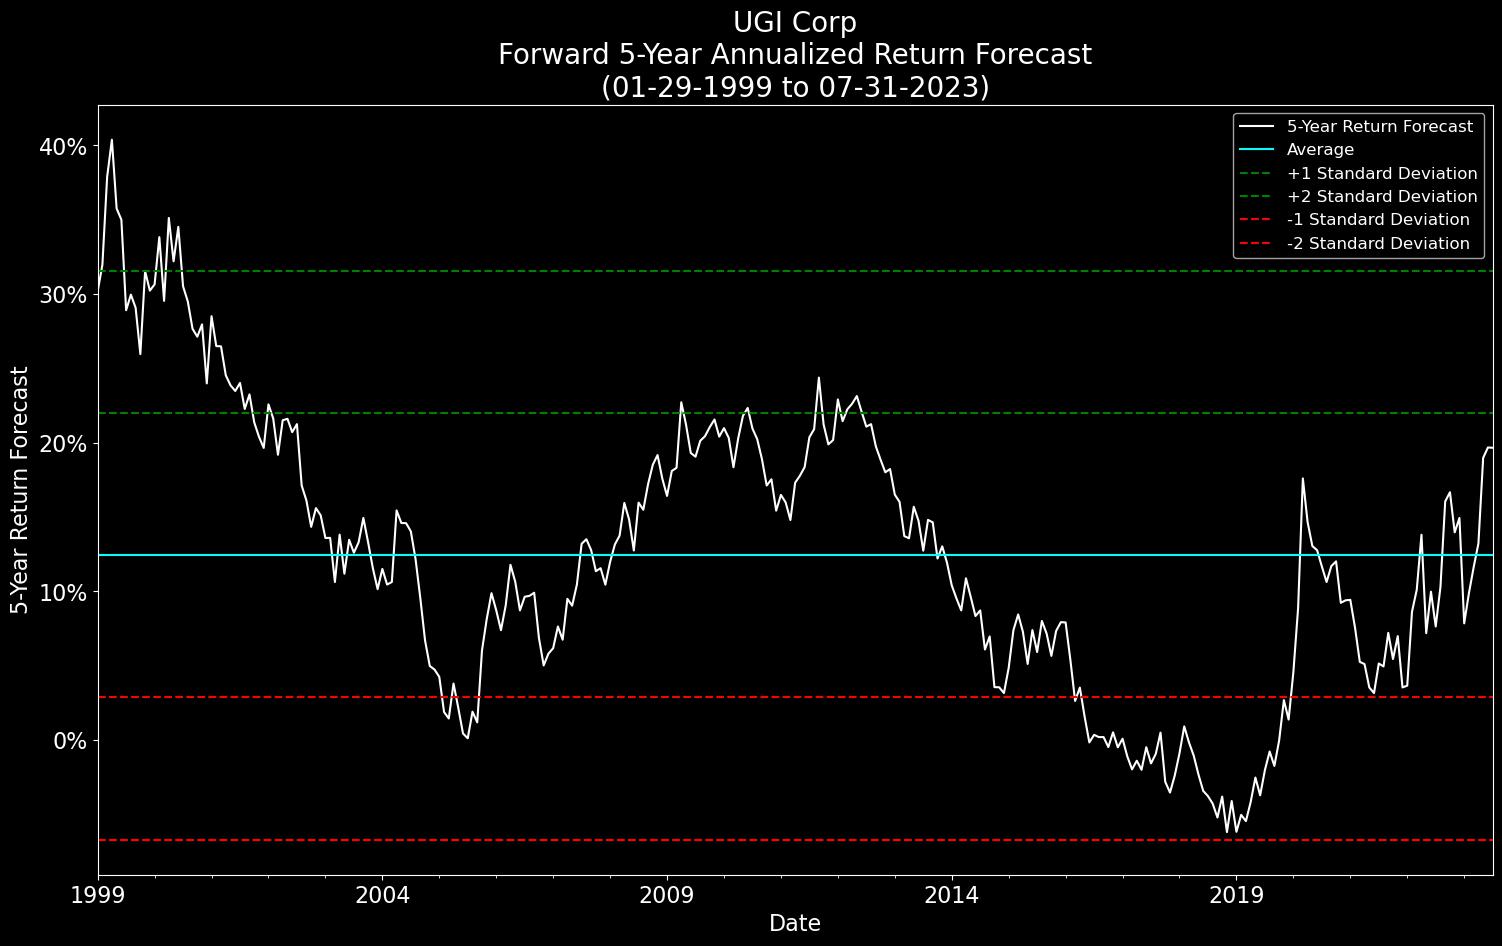 UGI Corp
Forward 5-Year Annualized Return Forecast
(01-29-1999 to 07-31-2023)
5-Year Return Forecast
Average
+1 Standard Deviation
+2 Standard Deviation
-1 Standard Deviation
-2 Standard Deviation
40%
30%
20%
10%
0%
5-Year Return Forecast
1999
2004
2009
2014
2019
Date